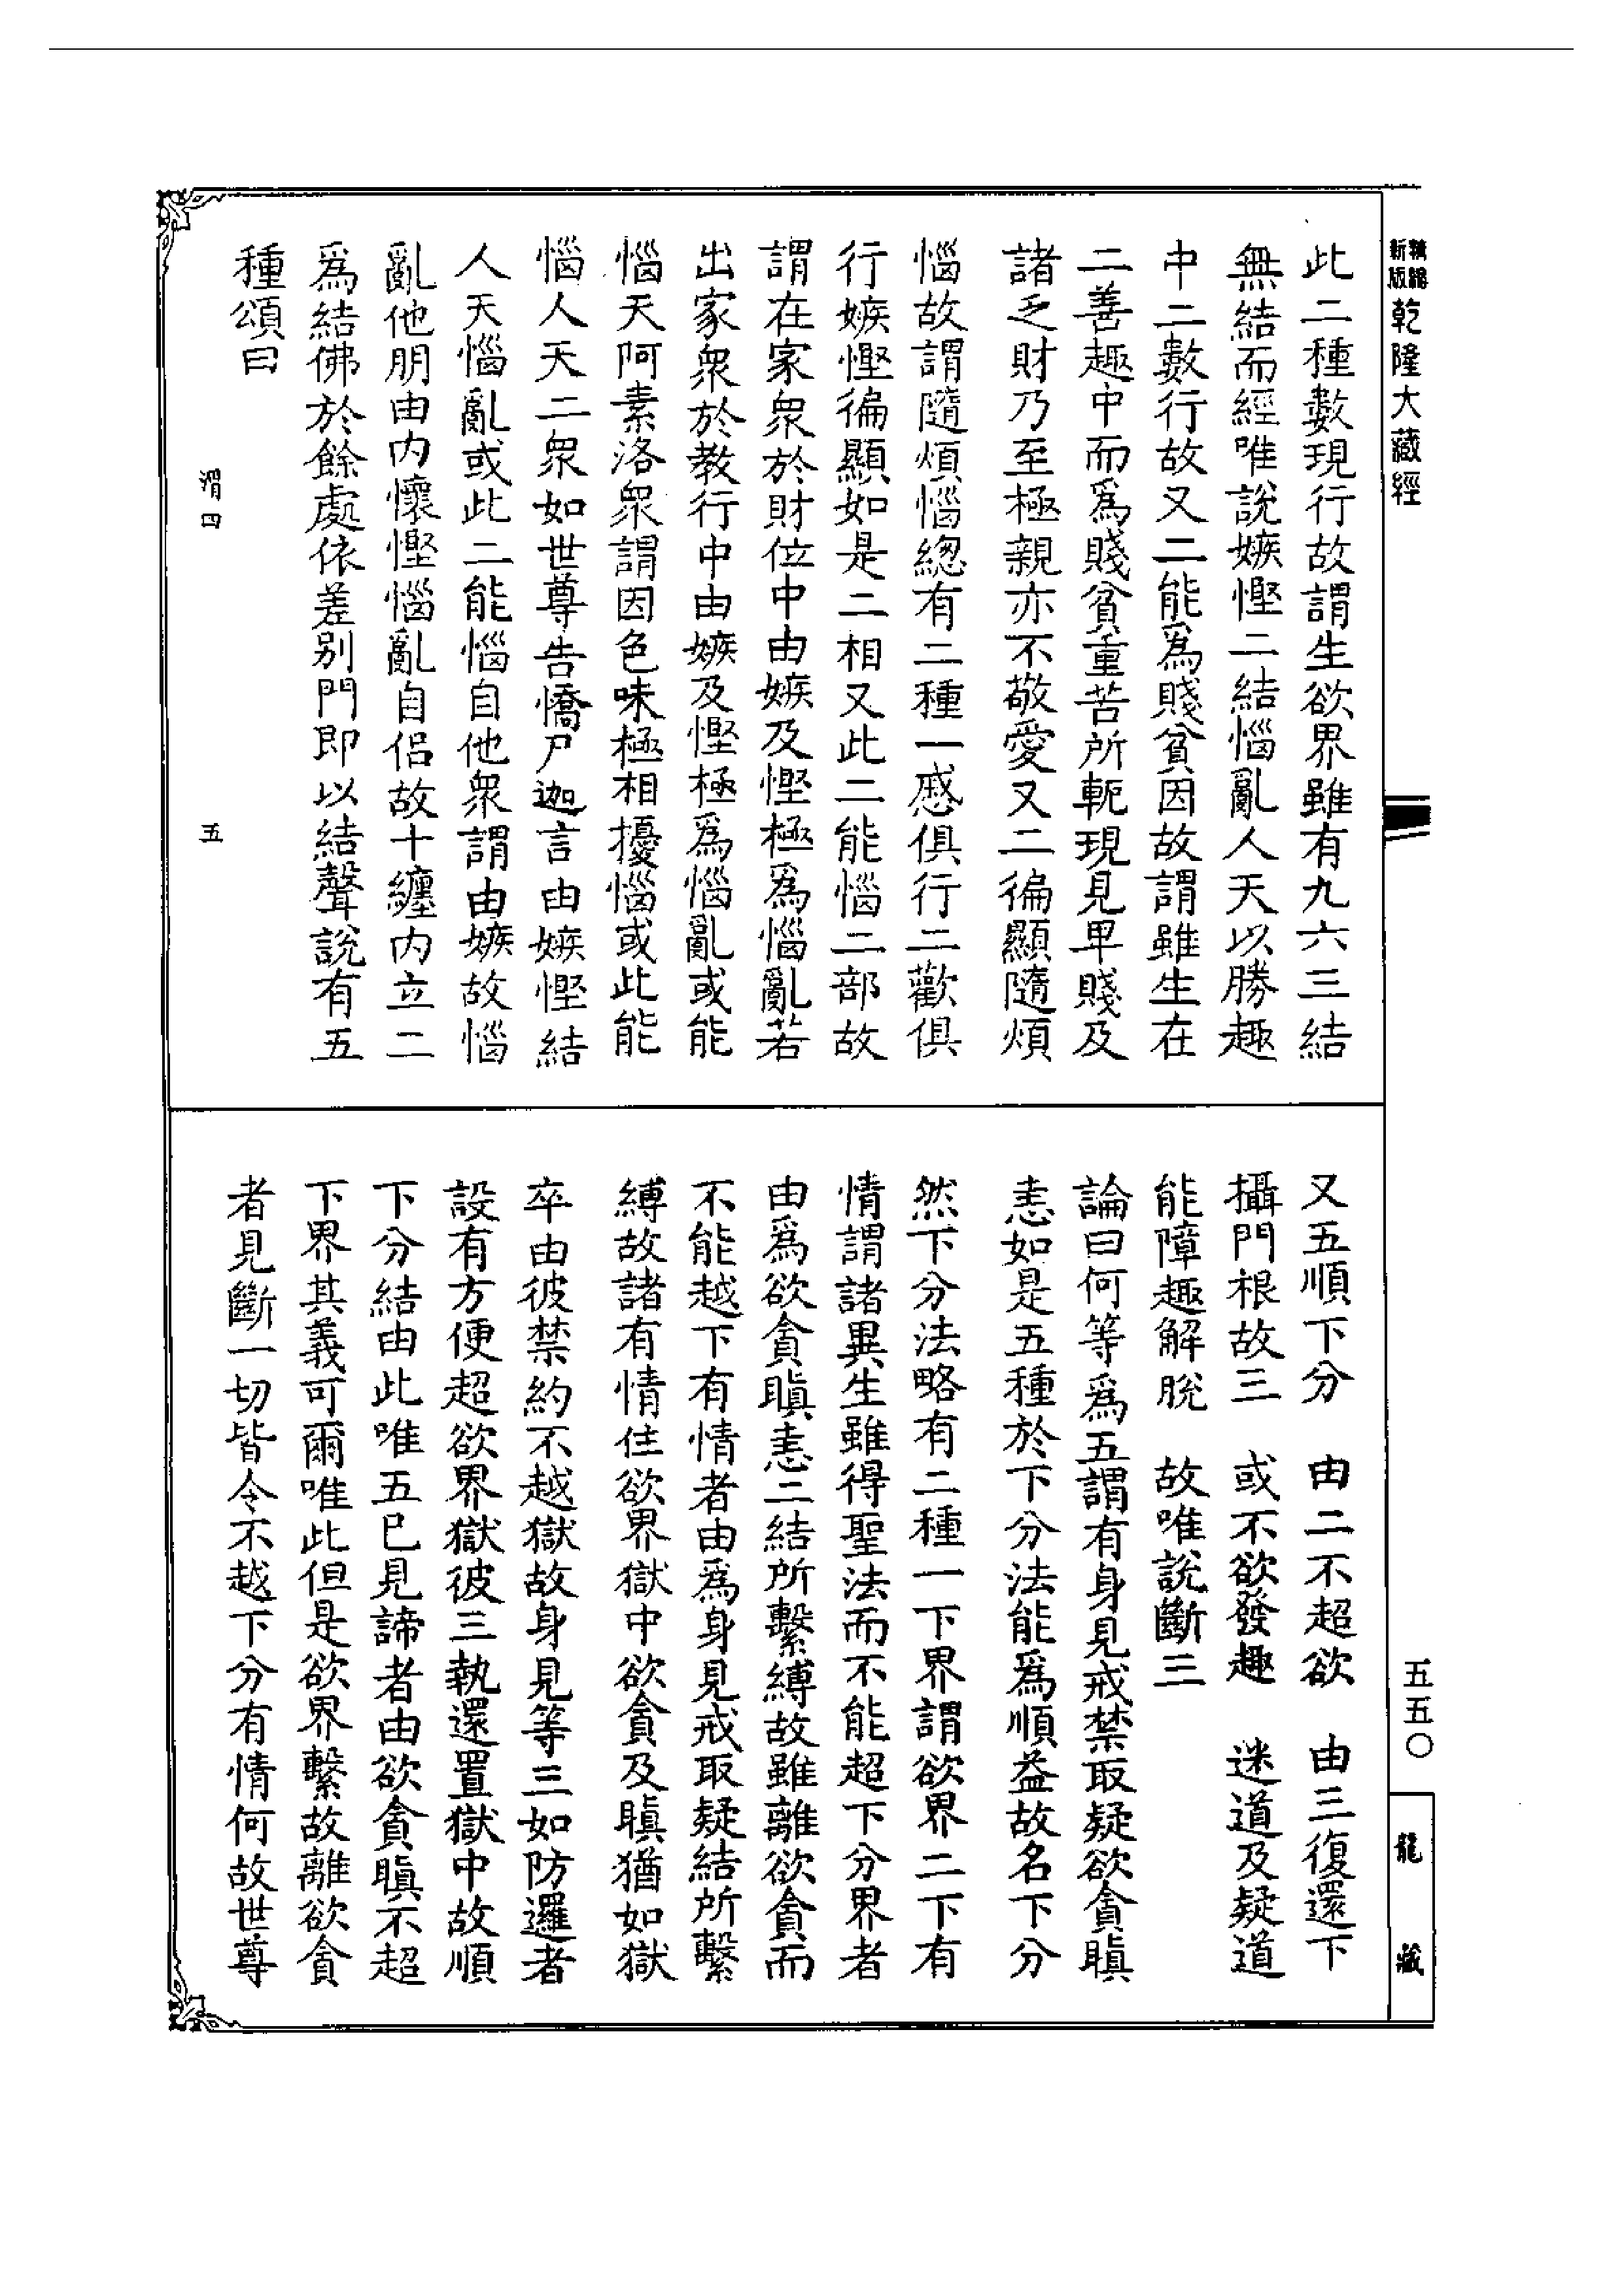 精縮新版乾隆大藏經
此二種數現行故謂生欲界雖有九六三結
無結而經唯說嫉慳二結惱亂人天以勝趣
中二數行故又二能爲賤貧因故謂雖生在
二善趣中而爲賤貧重苦所軛現見卑賤及
諸乏財乃至極親亦不敬愛又二徧顯隨煩
惱故謂隨煩惱總有二種一慼俱行二歡俱
行嫉慳徧顯如是二相又此二能惱二部故
謂在家衆於財位中由嫉及慳極爲惱亂若
出家衆於教行中由嫉及慳極爲惱亂或能
惱天阿素洛衆謂因色味極相擾惱或此能
惱人天二衆如世尊告憍尸迦言由嫉慳結
人天惱亂或此二能惱自他衆謂由嫉故惱
亂他朋由內懷慳惱亂自侶故十纏內立二
爲結佛於餘處依差別門即以結聲說有五
種頌曰
渭四
五
又五順下分　由二不超欲　由三復還下
攝門根故三　或不欲發趣　迷道及疑道
能障趣解脫　故唯說斷三
論曰何等爲五謂有身見戒禁取疑欲貪瞋
恚如是五種於下分法能爲順益故名下分
然下分法略有二種一下界謂欲界二下有
情謂諸異生雖得聖法而不能超下分界者
由爲欲貪瞋恚二結所繫縛故雖離欲貪而
不能越下有情者由爲身見戒取疑結所繫
縛故諸有情住欲界獄中欲貪及瞋猶如獄
卒由彼禁約不越獄故身見等三如防邏者
設有方便超欲界獄彼三執還置獄中故順
下分結由此唯五已見諦者由欲貪瞋不超
下界其義可爾唯此但是欲界繫故離欲貪
者見斷一切皆令不越下分有情何故世尊
五五〇
龍藏